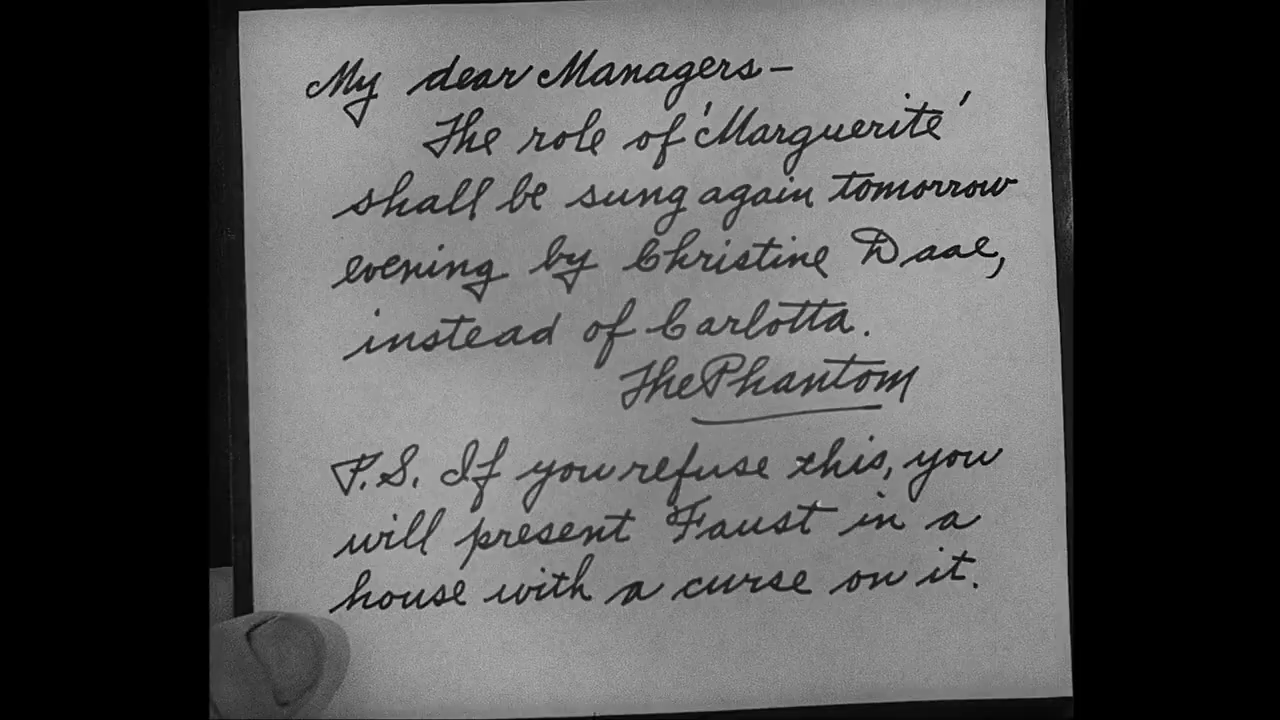 My dear Managers—
The role of 'Marguerite'
shall be sung again tomorrow
evening by Christine Daae,
instead of Carlotta.
The Phantom
P.S. If you refuse this, you
will present Faust in a
house with a curse on it.